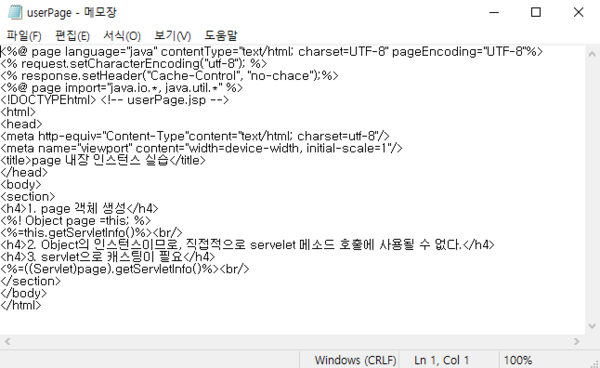 userPage - 메모장
파일(F) 편집(E) 서식(O) 보기(V) 도움말
<%@ page language="java" contentType="text/html; charset=UTF-8" pageEncoding="UTF-8"%>
<% request.setCharacterEncoding("utf-8"); %>
<% response.setHeader("Cache-Control", "no-chace");%>
<%@ page import="java.io.*, java.util.*" %>
<!DOCTYPEhtml> <!-- userPage.jsp -->
<html>
<head>
<meta http-equiv="Content-Type"content="text/html; charset=utf-8"/>
<meta name="viewport" content="width=device-width, initial-scale=1"/>
<title>page 내장 인스턴스 실습</title>
</head>
<body>
<section>
<h4>1. page 객체 생성</h4>
<%! Object page =this; %>
<%=this.getServletInfo()%><br/>
<h4>2. Object의 인스턴스이므로, 직접적으로 servelet 메소드 호출에 사용될 수 없다.</h4>
<h4>3. servlet으로 캐스팅이 필요</h4>
<%=((Servlet)page).getServletInfo()%><br/>
</section>
</body>
</html>
Windows (CRLF) Ln 1, Col 1 100%